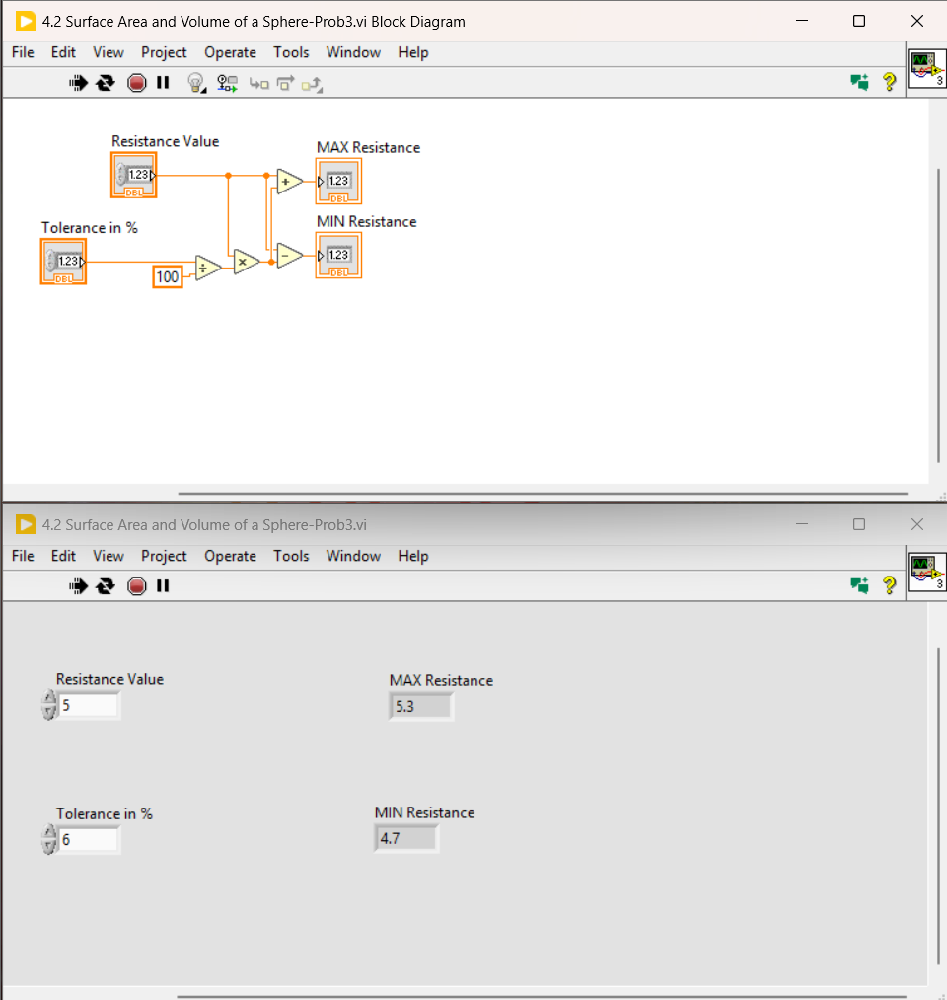 4.2 Surface Area and Volume of a Sphere-Prob3.vi Block Diagram
File Edit View Project Operate Tools Window Help
?
3
Resistance Value
1.23
DBL
MAX Resistance
1.23
DBL
+
MIN Resistance
1.23
DBL
−
Tolerance in %
1.23
DBL
100
÷
×
4.2 Surface Area and Volume of a Sphere-Prob3.vi
File Edit View Project Operate Tools Window Help
?
3
Resistance Value
5
MAX Resistance
5.3
Tolerance in %
6
MIN Resistance
4.7